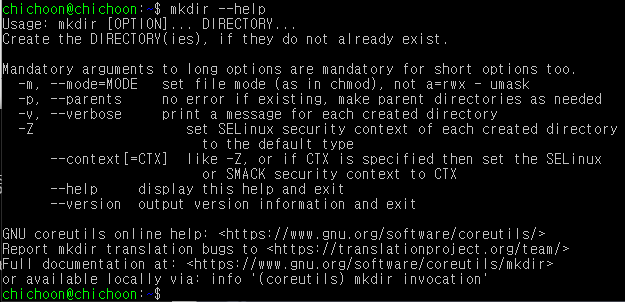 chichoon@chichoon:~$ mkdir --help
Usage: mkdir [OPTION]... DIRECTORY...
Create the DIRECTORY(ies), if they do not already exist.

Mandatory arguments to long options are mandatory for short options too.
  -m, --mode=MODE   set file mode (as in chmod), not a=rwx - umask
  -p, --parents     no error if existing, make parent directories as needed
  -v, --verbose     print a message for each created directory
  -Z                   set SELinux security context of each created directory
                         to the default type
      --context[=CTX]  like -Z, or if CTX is specified then set the SELinux
                         or SMACK security context to CTX
      --help     display this help and exit
      --version  output version information and exit

GNU coreutils online help: <https://www.gnu.org/software/coreutils/>
Report mkdir translation bugs to <https://translationproject.org/team/>
Full documentation at: <https://www.gnu.org/software/coreutils/mkdir>
or available locally via: info '(coreutils) mkdir invocation'
chichoon@chichoon:~$